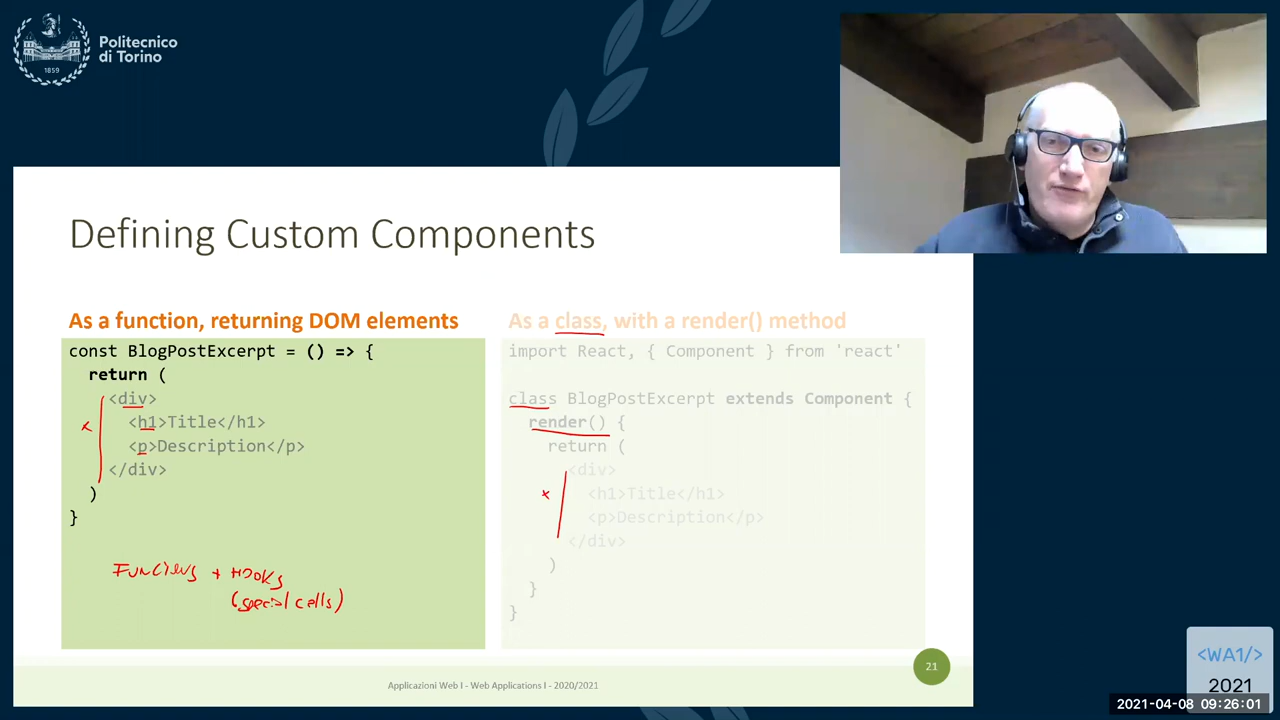 Politecnico
di Torino
1859
Defining Custom Components
As a function, returning DOM elements
const BlogPostExcerpt = () => {
return (
<div>
<h1>Title</h1>
<p>Description</p>
</div>
)
}
Functions + Hooks
(special calls)
As a class, with a render() method
import React, { Component } from 'react'
class BlogPostExcerpt extends Component {
render() {
return (
<div>
<h1>Title</h1>
<p>Description</p>
</div>
)
}
}
21
Applicazioni Web I - Web Applications I - 2020/2021
<WA1/>
2021
2021-04-08 09:26:01